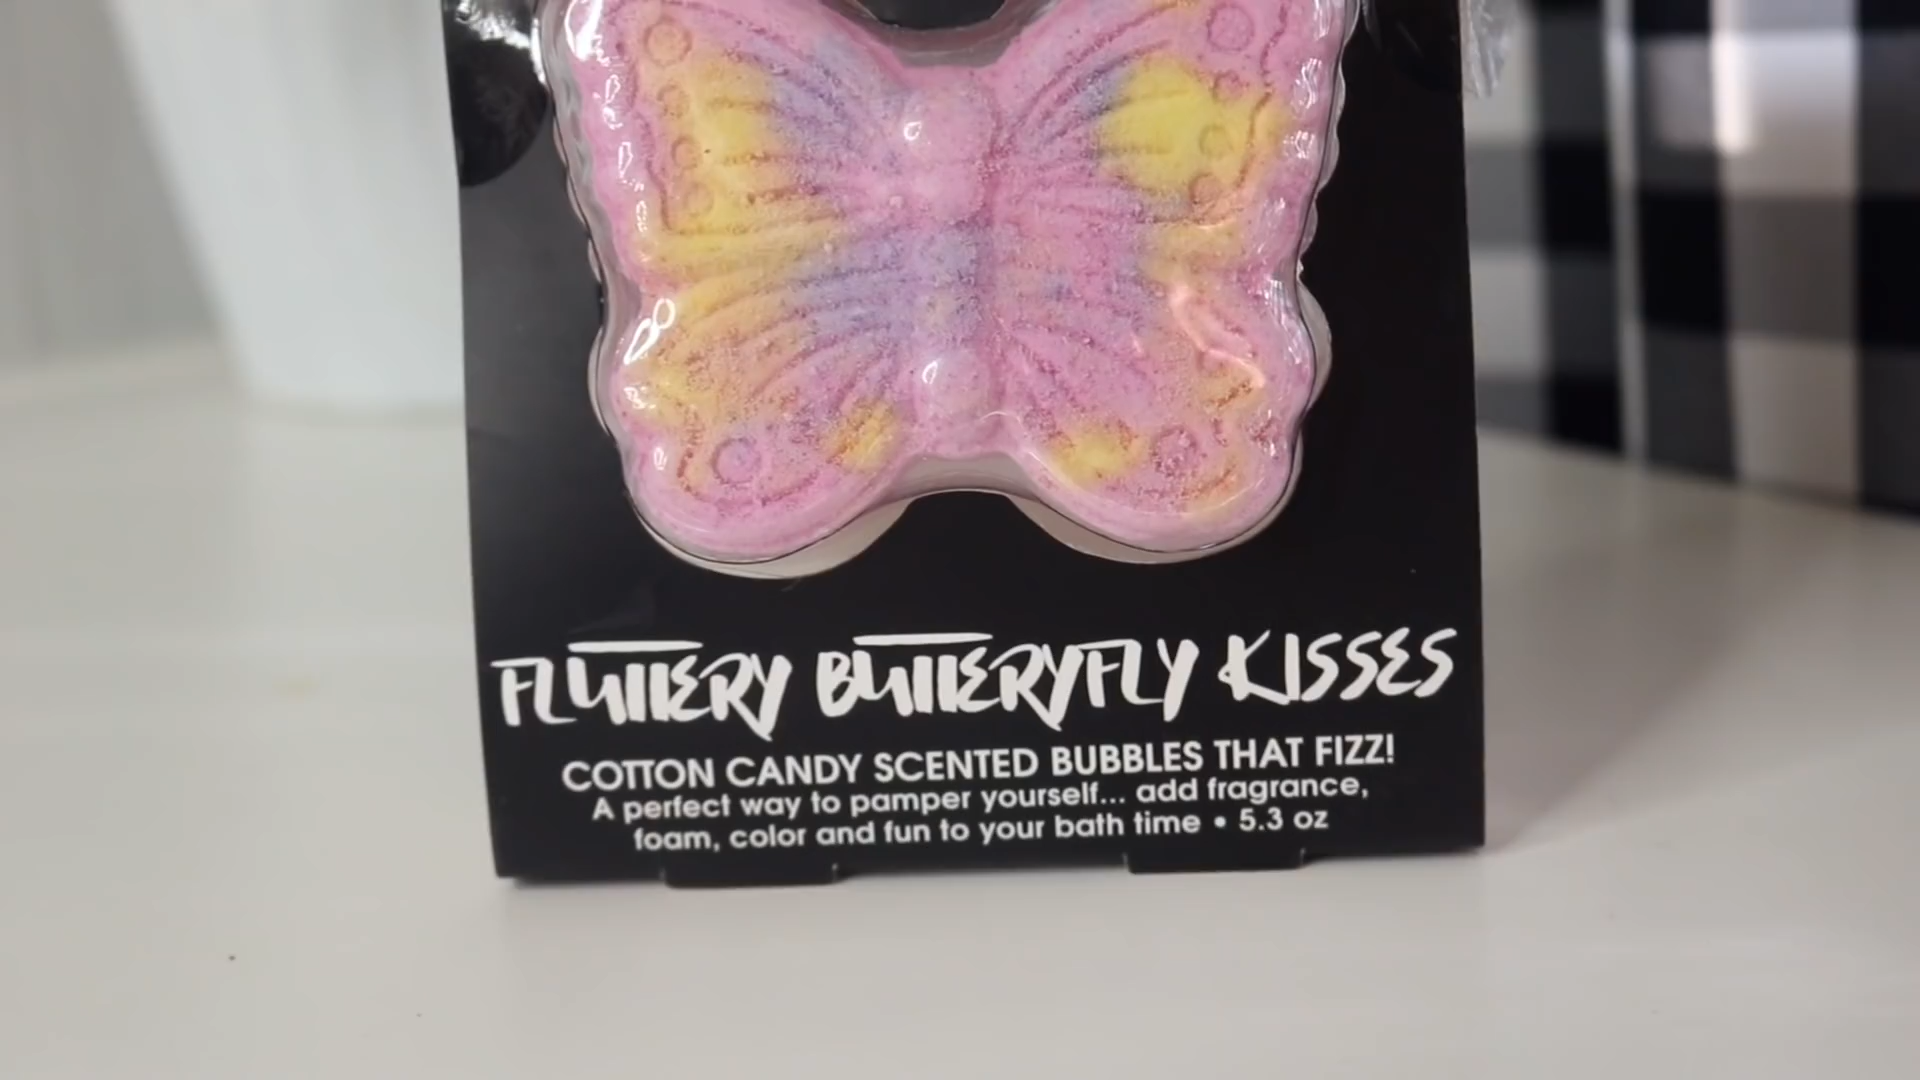 FLUTTERY BUTTERYFLY KISSES
COTTON CANDY SCENTED BUBBLES THAT FIZZ!
A perfect way to pamper yourself... add fragrance,
foam, color and fun to your bath time • 5.3 oz